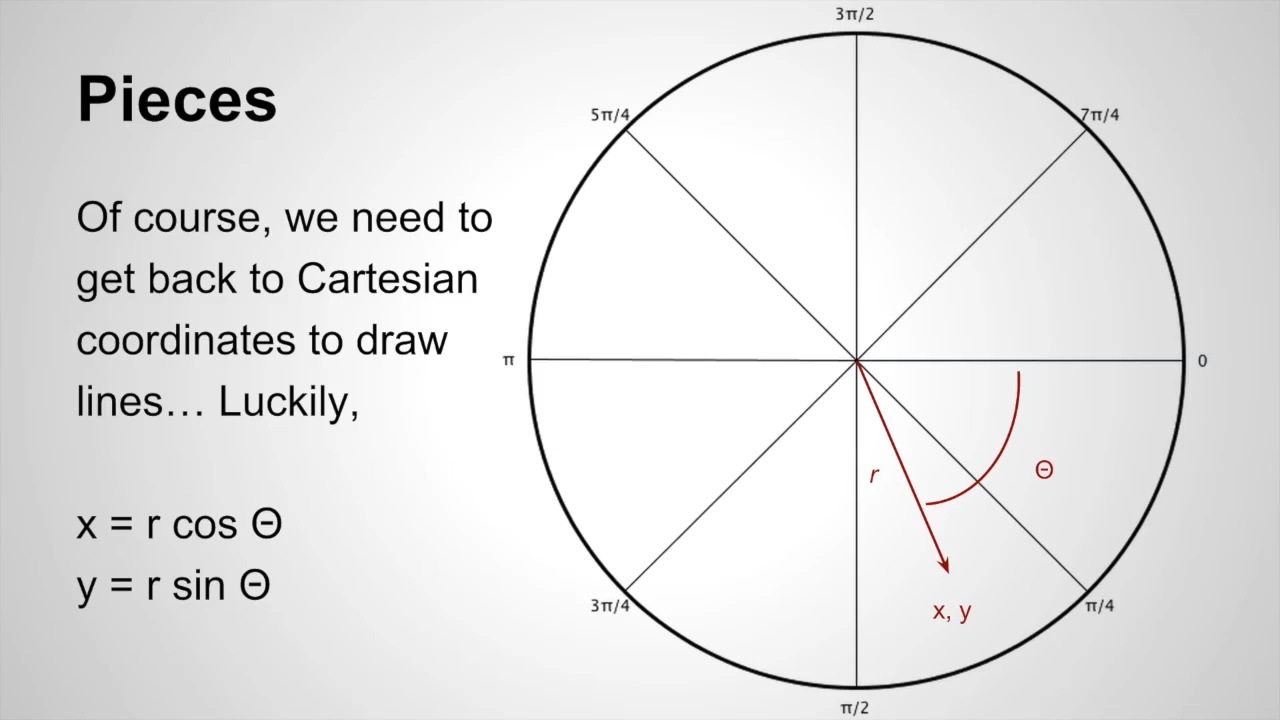 Pieces
Of course, we need to
get back to Cartesian
coordinates to draw
lines… Luckily,
x = r cos Θ
y = r sin Θ
3π/2
5π/4
7π/4
π
0
r
Θ
x, y
3π/4
π/4
π/2